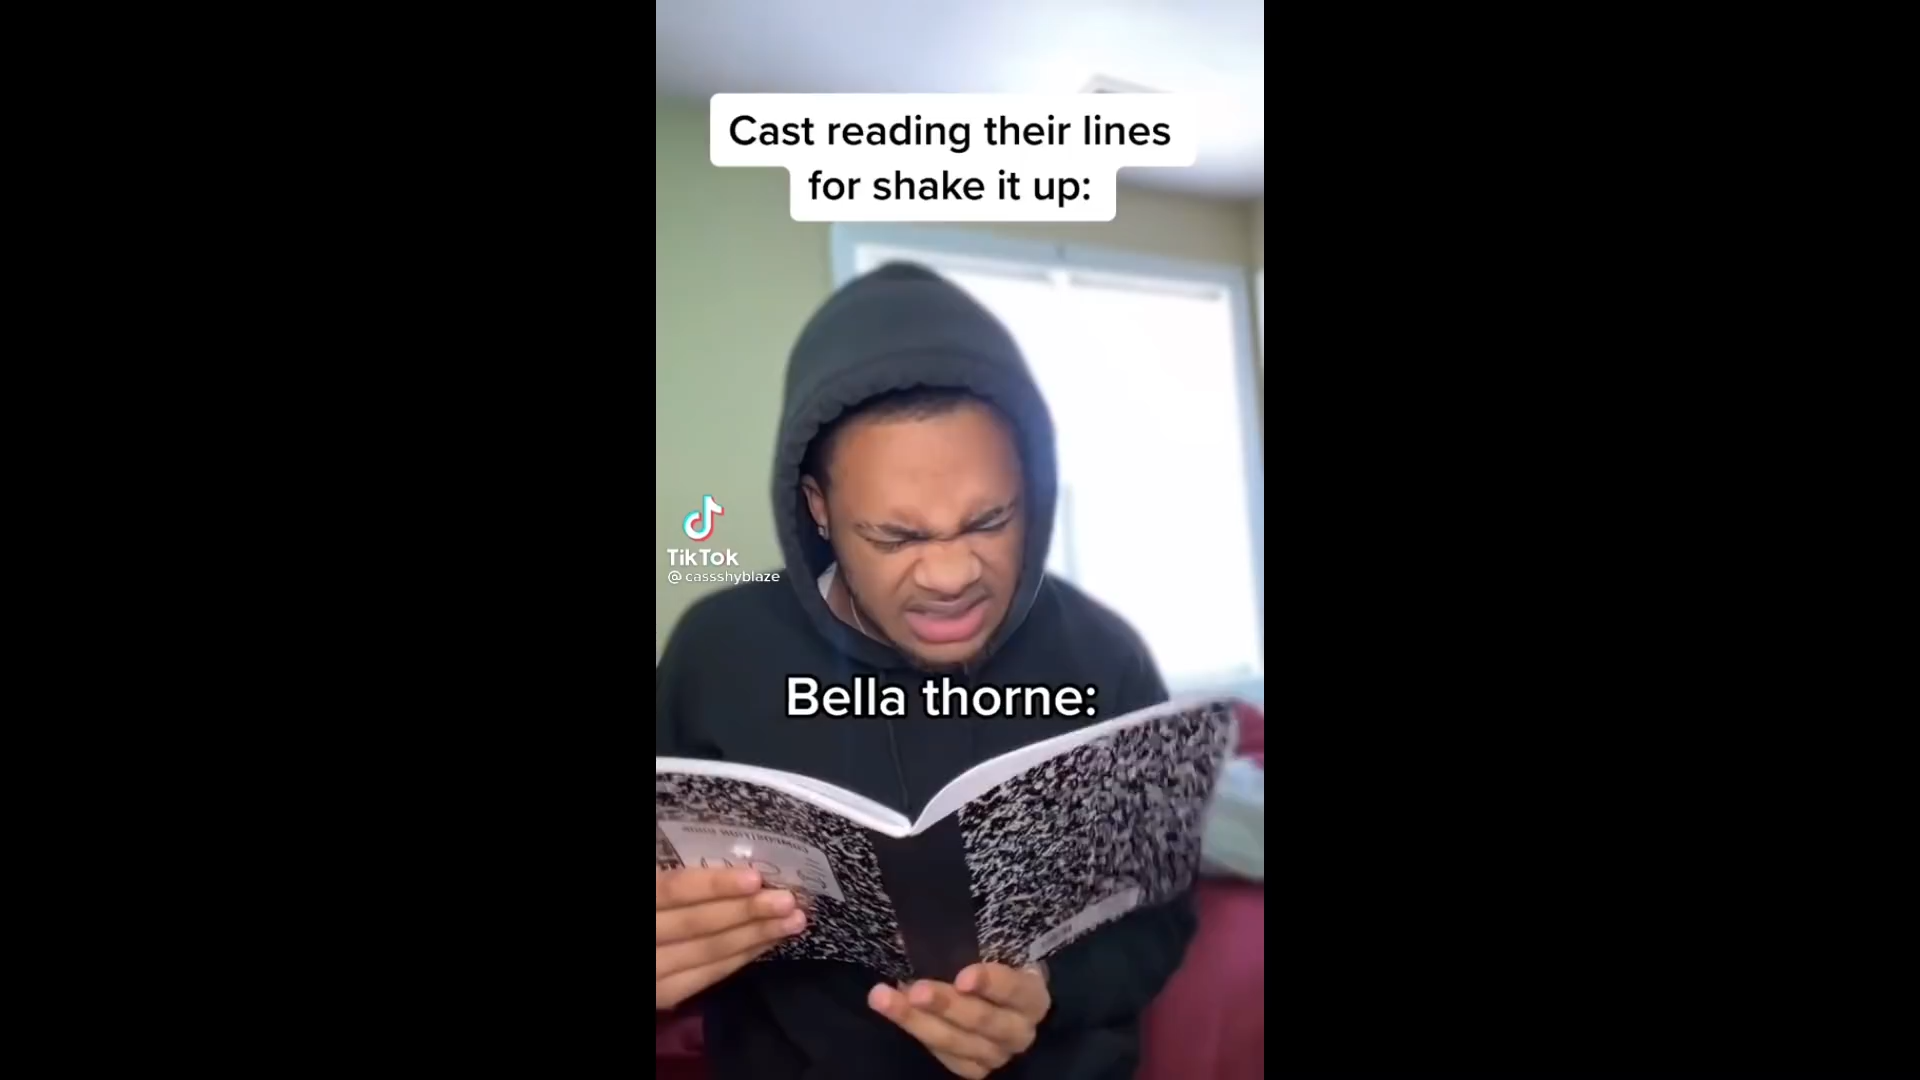 Cast reading their lines
for shake it up:
TikTok
@cassshyblaze
Bella thorne: